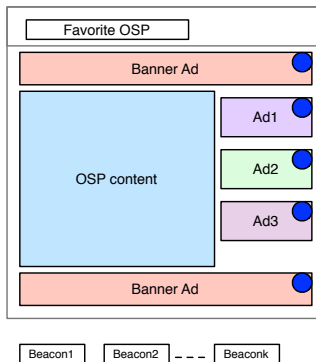 Favorite OSP
Banner Ad
Ad1
OSP content
Ad2
Ad3
Banner Ad
Beacon1 Beacon2 Beaconk